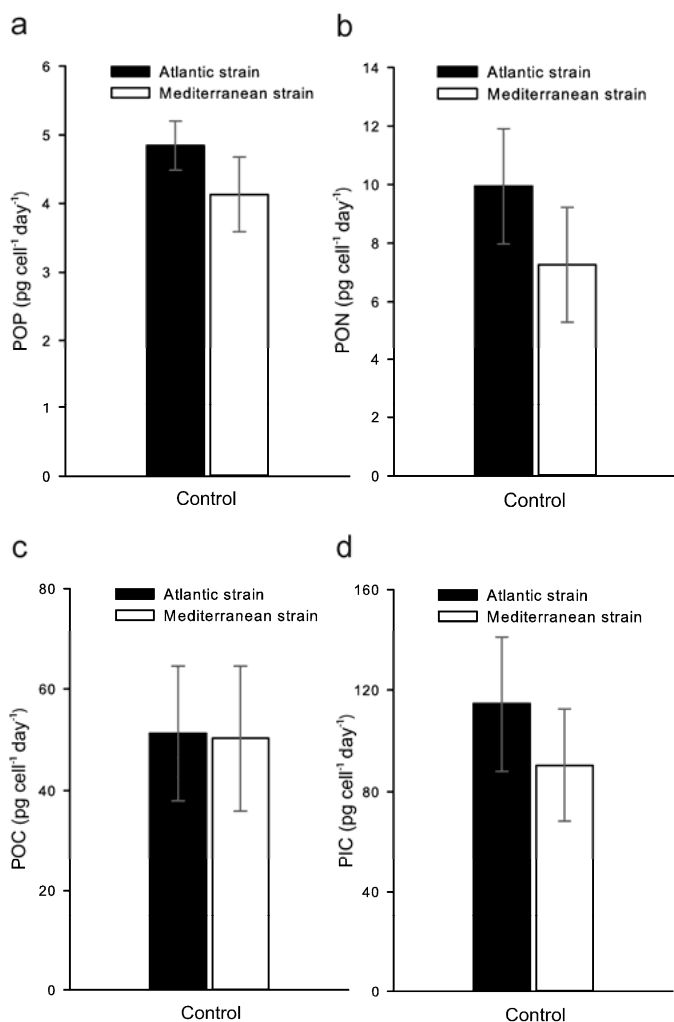 a
6
5
4
3
2
1
0
POP (pg cell⁻¹ day⁻¹)
Atlantic strain
Mediterranean strain
Control
b
14
12
10
8
6
4
2
0
PON (pg cell⁻¹ day⁻¹)
Atlantic strain
Mediterranean strain
Control
c
80
60
40
20
0
POC (pg cell⁻¹ day⁻¹)
Atlantic strain
Mediterranean strain
Control
d
160
120
80
40
0
PIC (pg cell⁻¹ day⁻¹)
Atlantic strain
Mediterranean strain
Control